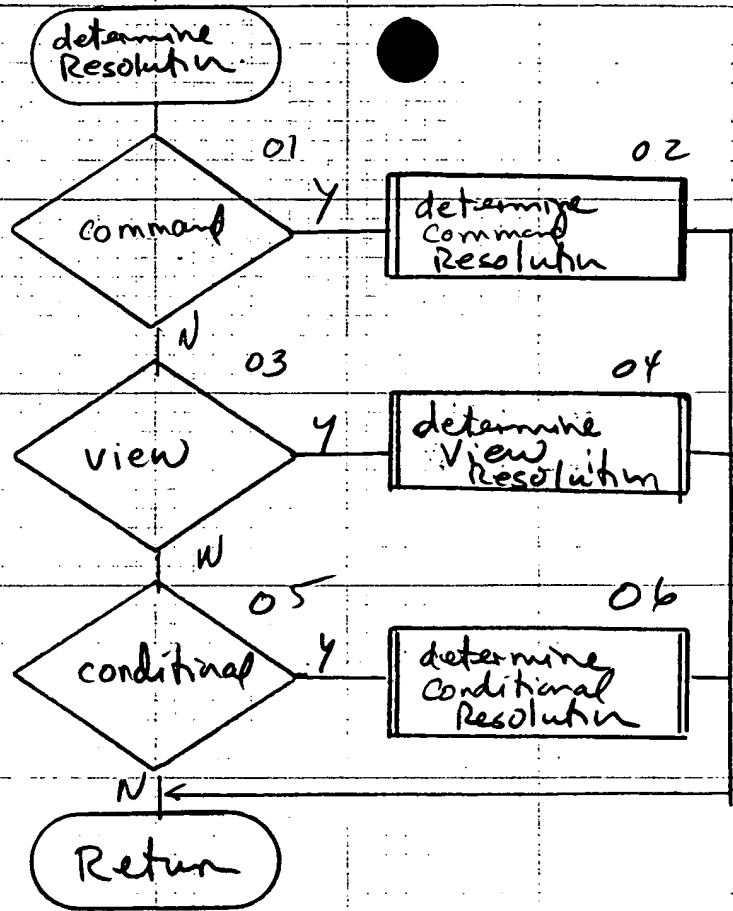 determine
Resolution
01
command
Y
02
determine
Command
Resolution
N
03
view
Y
04
determine
View
Resolution
N
05
conditional
Y
06
determine
Conditional
Resolution
N
Return